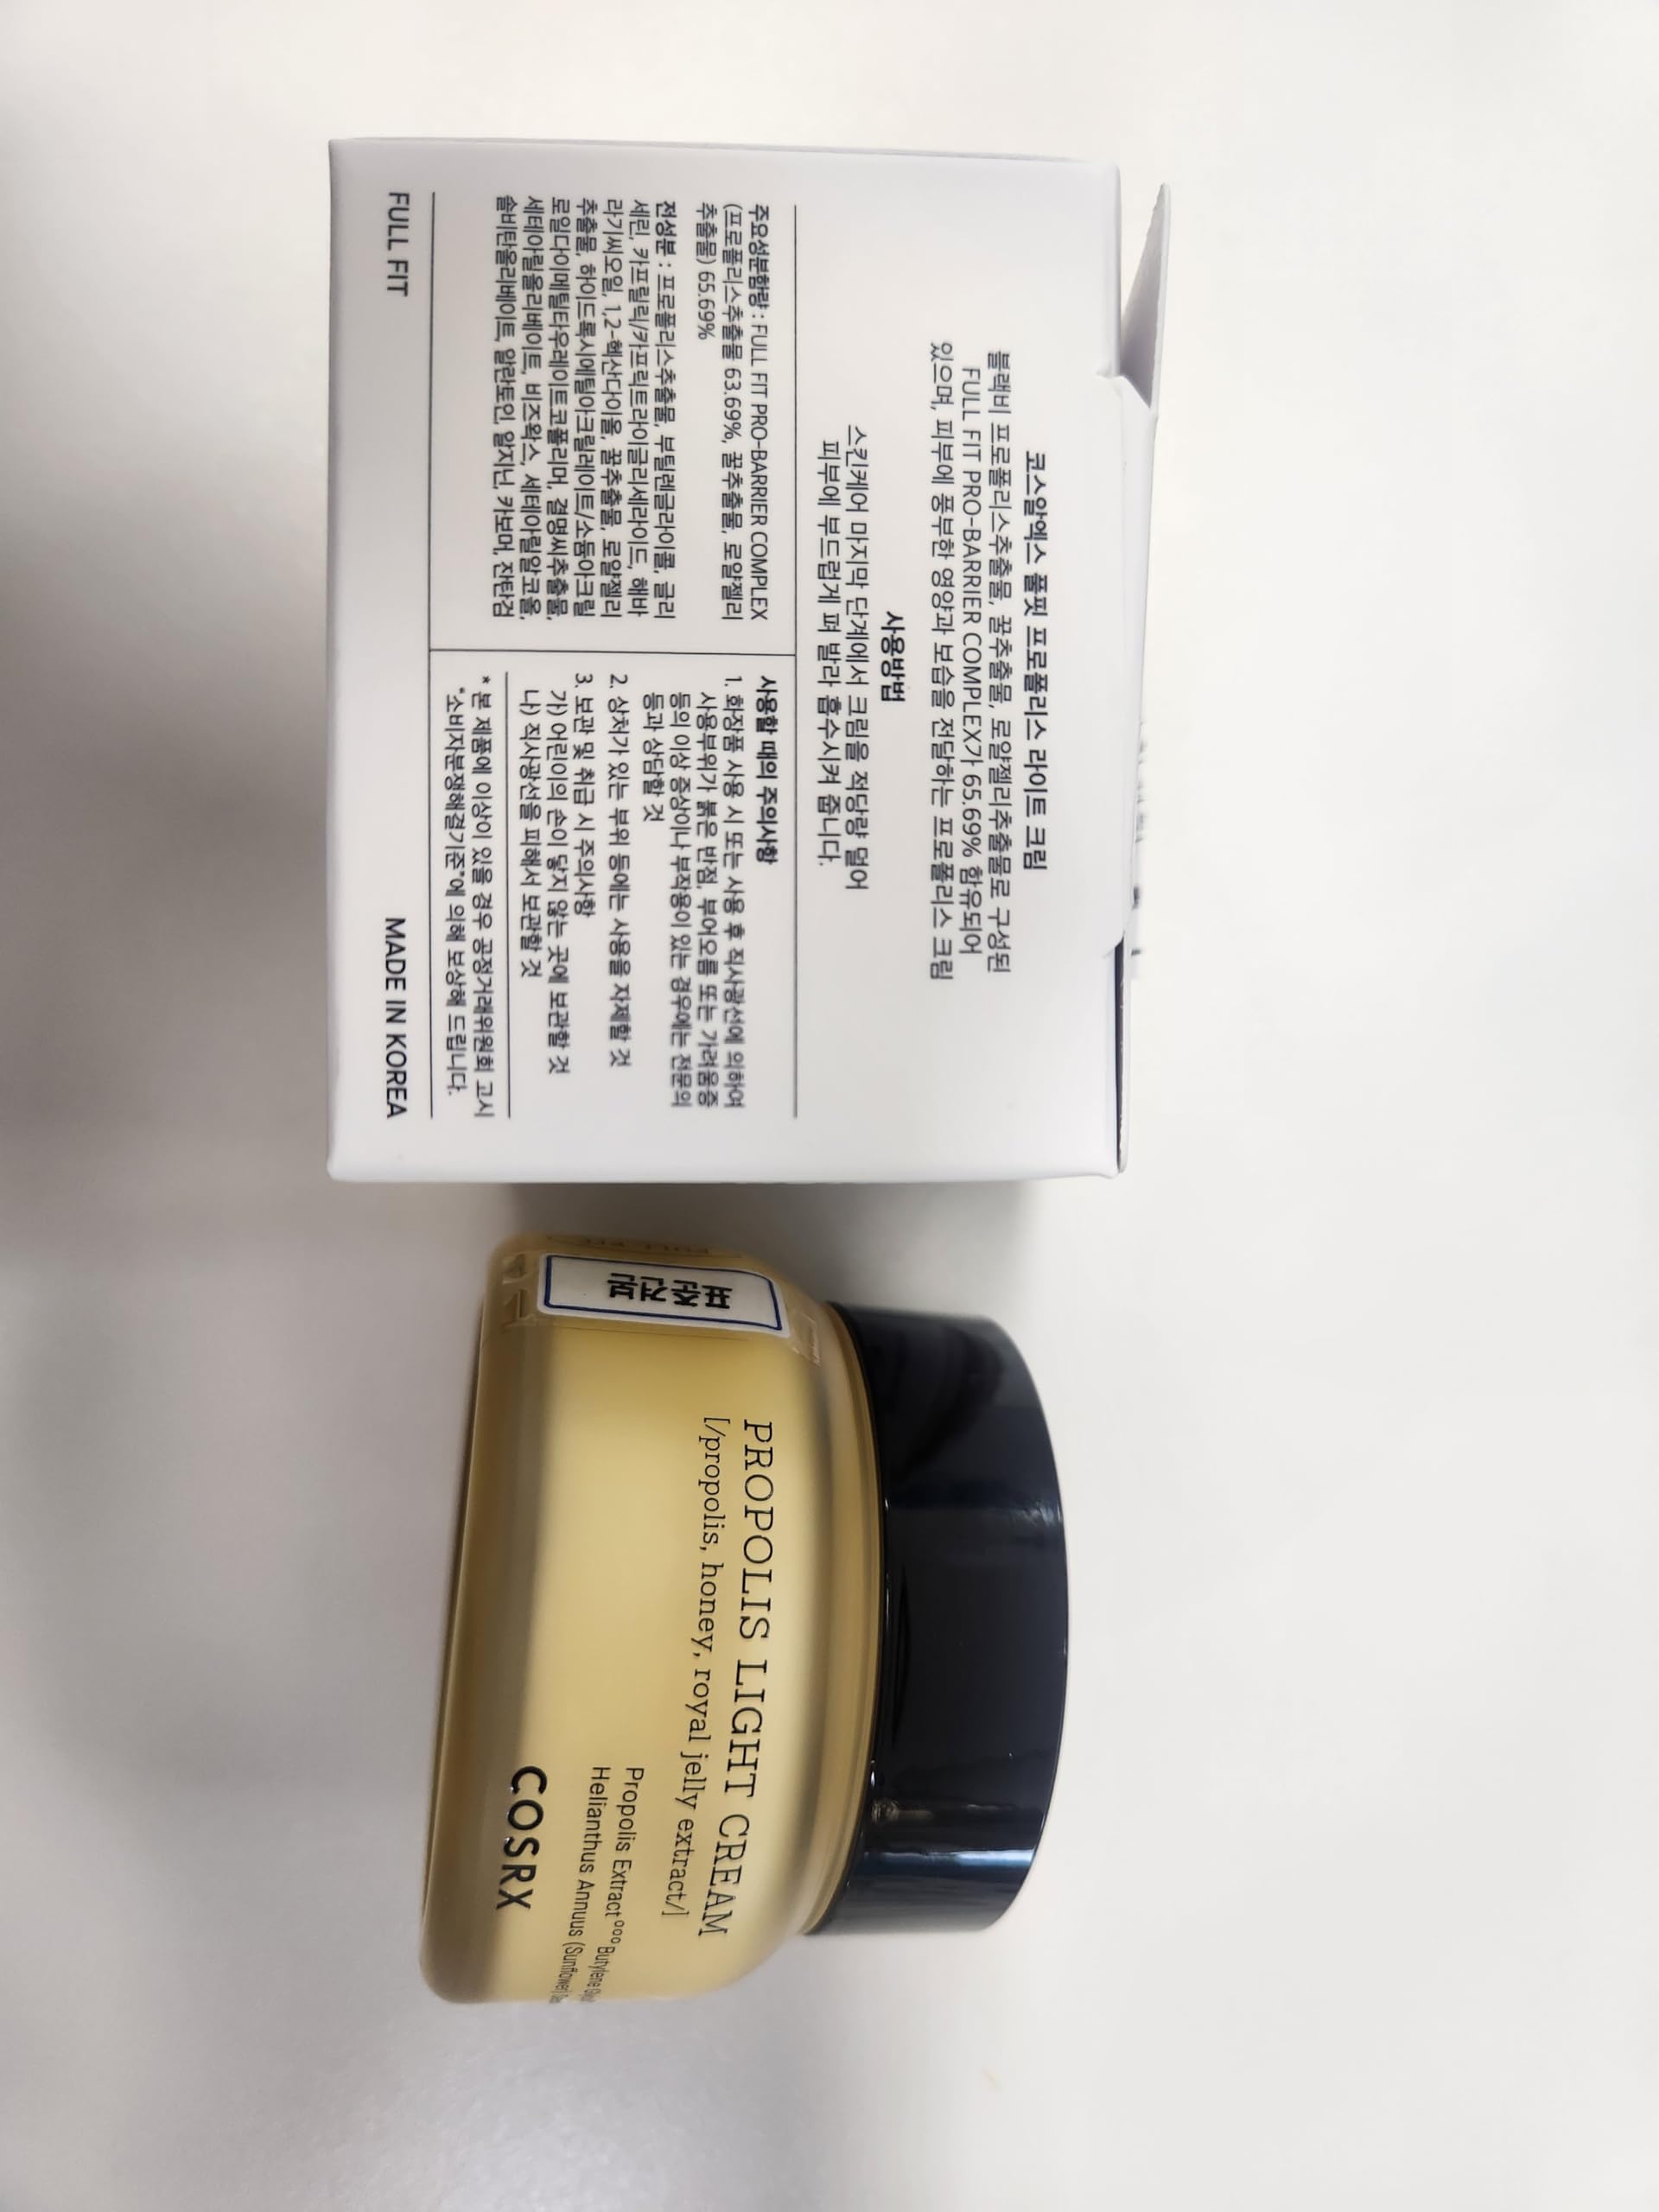 코스알엑스 풀핏 프로폴리스 라이트 크림
블랙비 프로폴리스추출물, 꿀추출물, 로얄젤리추출물로 구성된
FULL FIT PRO-BARRIER COMPLEX가 65.69% 함유되어
있으며, 피부에 풍부한 영양과 보습을 전달하는 프로폴리스 크림
사용방법
스킨케어 마지막 단계에서 크림을 적당량 덜어
피부에 부드럽게 펴 발라 흡수시켜 줍니다.
주요성분함량 : FULL FIT PRO-BARRIER COMPLEX
(프로폴리스추출물 63.69%, 꿀추출물, 로얄젤리
추출물) 65.69%
전성분 : 프로폴리스추출물, 부틸렌글라이콜, 글리
세린, 카프릴릭/카프릭트라이글리세라이드, 해바
라기씨오일, 1,2-헥산다이올, 꿀추출물, 로얄젤리
추출물, 하이드록시에틸아크릴레이트/소듐아크릴
로일다이메틸타우레이트코폴리머, 결명씨추출물,
세테아릴올리베이트, 비즈왁스, 세테아릴알코올,
솔비탄올리베이트, 알란토인, 알지닌, 카보머, 잔탄검
사용할 때의 주의사항
1. 화장품 사용 시 또는 사용 후 직사광선에 의하여
사용부위가 붉은 반점, 부어오름 또는 가려움증
등의 이상 증상이나 부작용이 있는 경우에는 전문의
등과 상담할 것
2. 상처가 있는 부위 등에는 사용을 자제할 것
3. 보관 및 취급 시 주의사항
가) 어린이의 손이 닿지 않는 곳에 보관할 것
나) 직사광선을 피해서 보관할 것
* 본 제품에 이상이 있을 경우 공정거래위원회 고시
"소비자분쟁해결기준"에 의해 보상해 드립니다.
FULL FIT
MADE IN KOREA
표준견본
PROPOLIS LIGHT CREAM
[/propolis, honey, royal jelly extract/]
Propolis Extract°°° Butylene
Helianthus Annuus (Sunflower)
COSRX